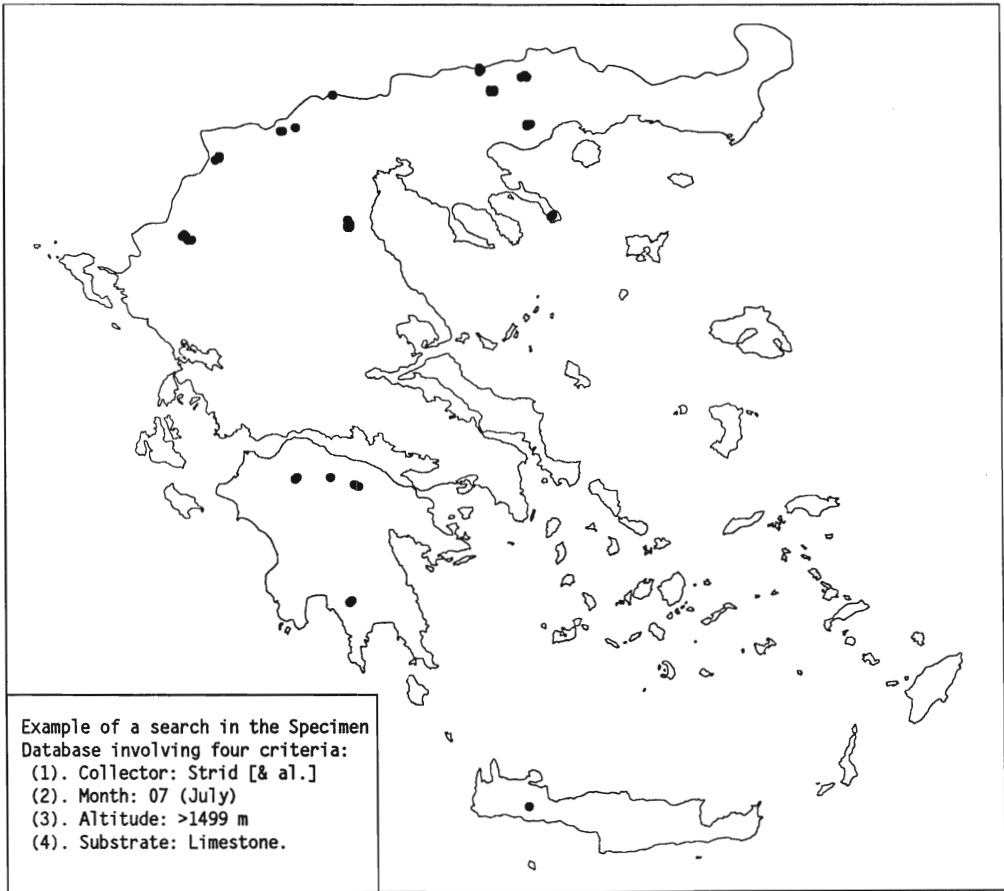 Example of a search in the Specimen
Database involving four criteria:
(1). Collector: Strid [& al.]
(2). Month: 07 (July)
(3). Altitude: >1499 m
(4). Substrate: Limestone.